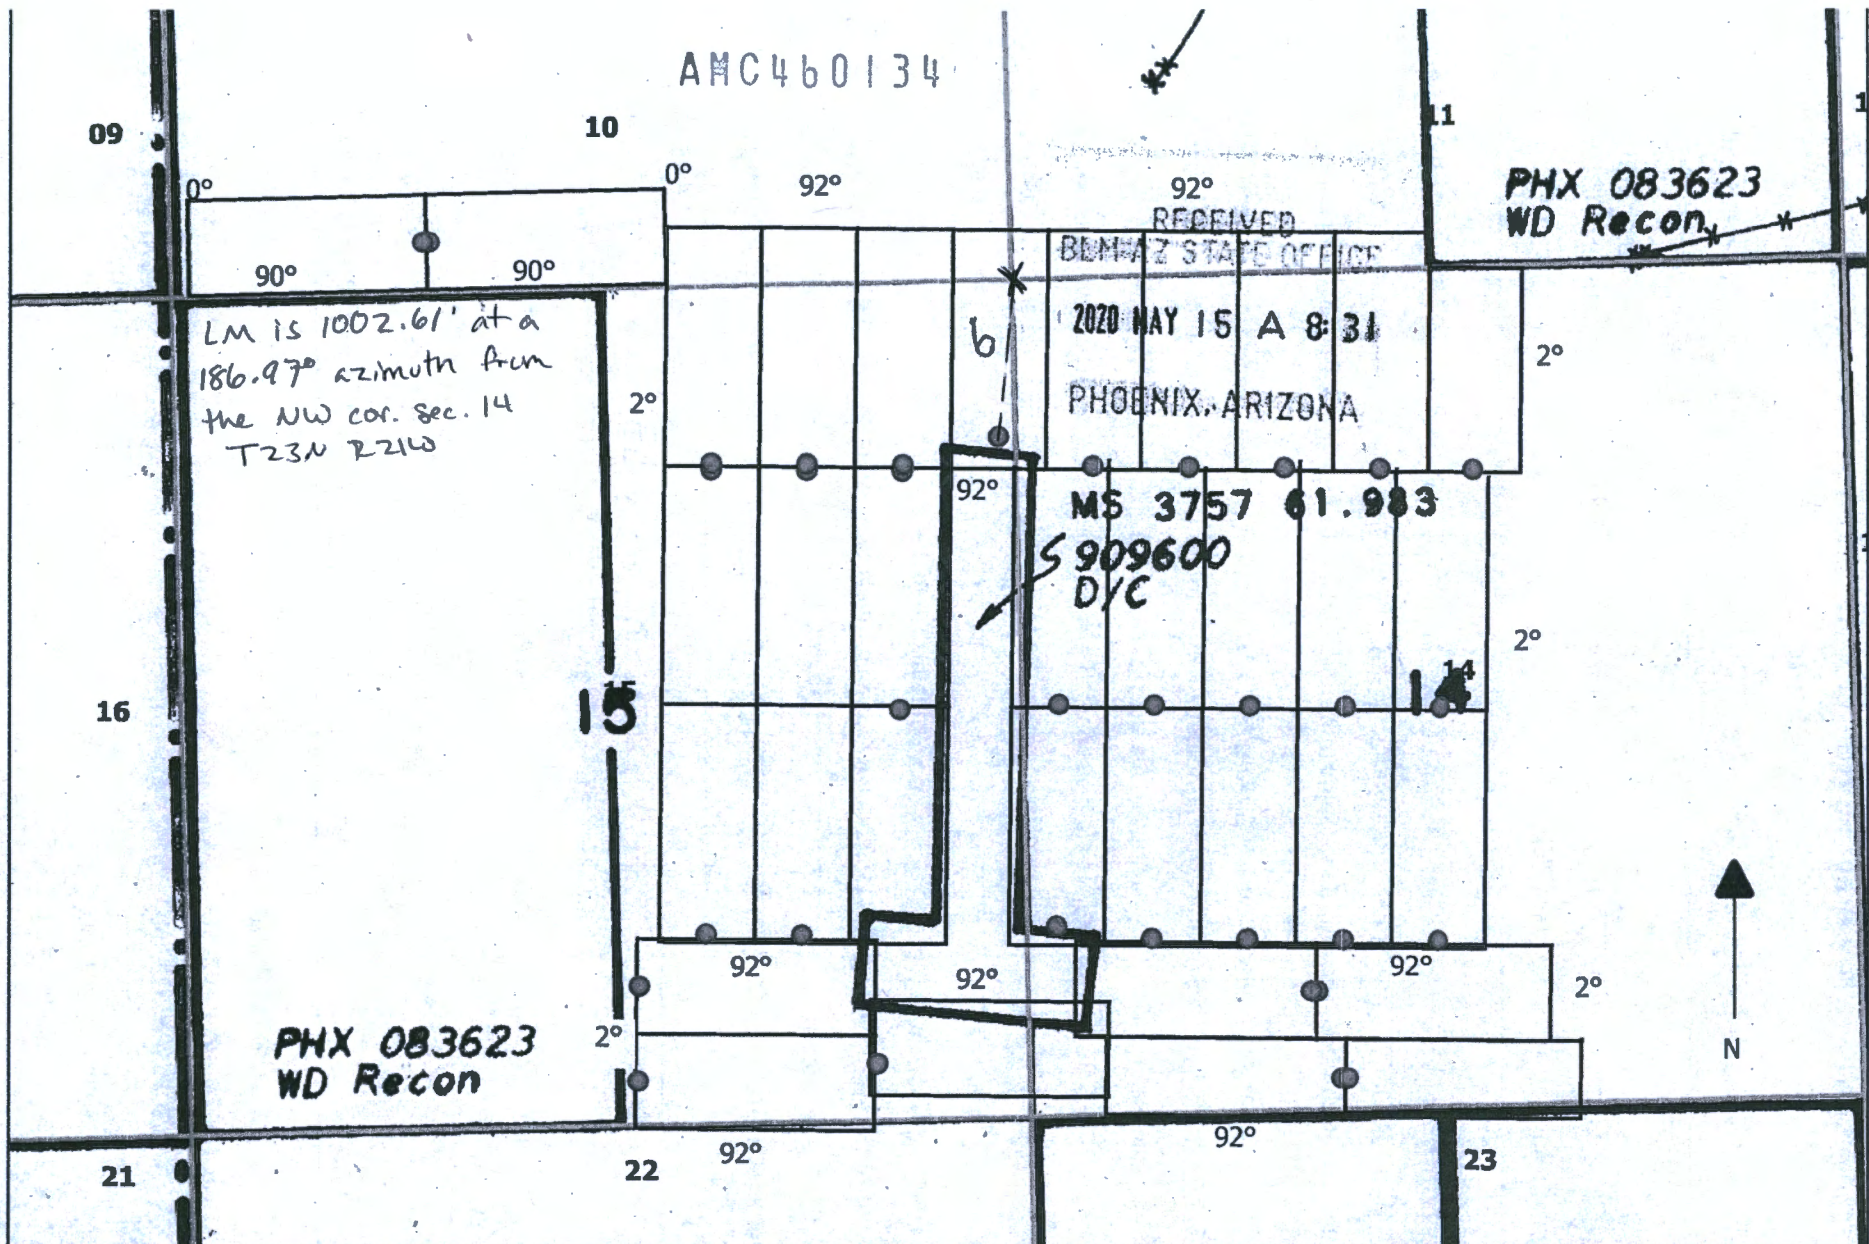 AMC460134
09
10
11
PHX 083623
WD Recon
0°
0°
92°
92°
RECEIVED
BLM AZ STATE OFFICE
90°
90°
LM is 1002.61' at a
186.97° azimuth from
the NW cor. sec. 14
T23N R21W
2020 MAY 15 A 8:31
6
2°
2°
PHOENIX, ARIZONA
92°
MS 3757 61.983
S 909600
D/C
2°
16
15
15
14
14
92°
92°
92°
2°
PHX 083623
WD Recon
2°
N
92°
92°
21
22
23